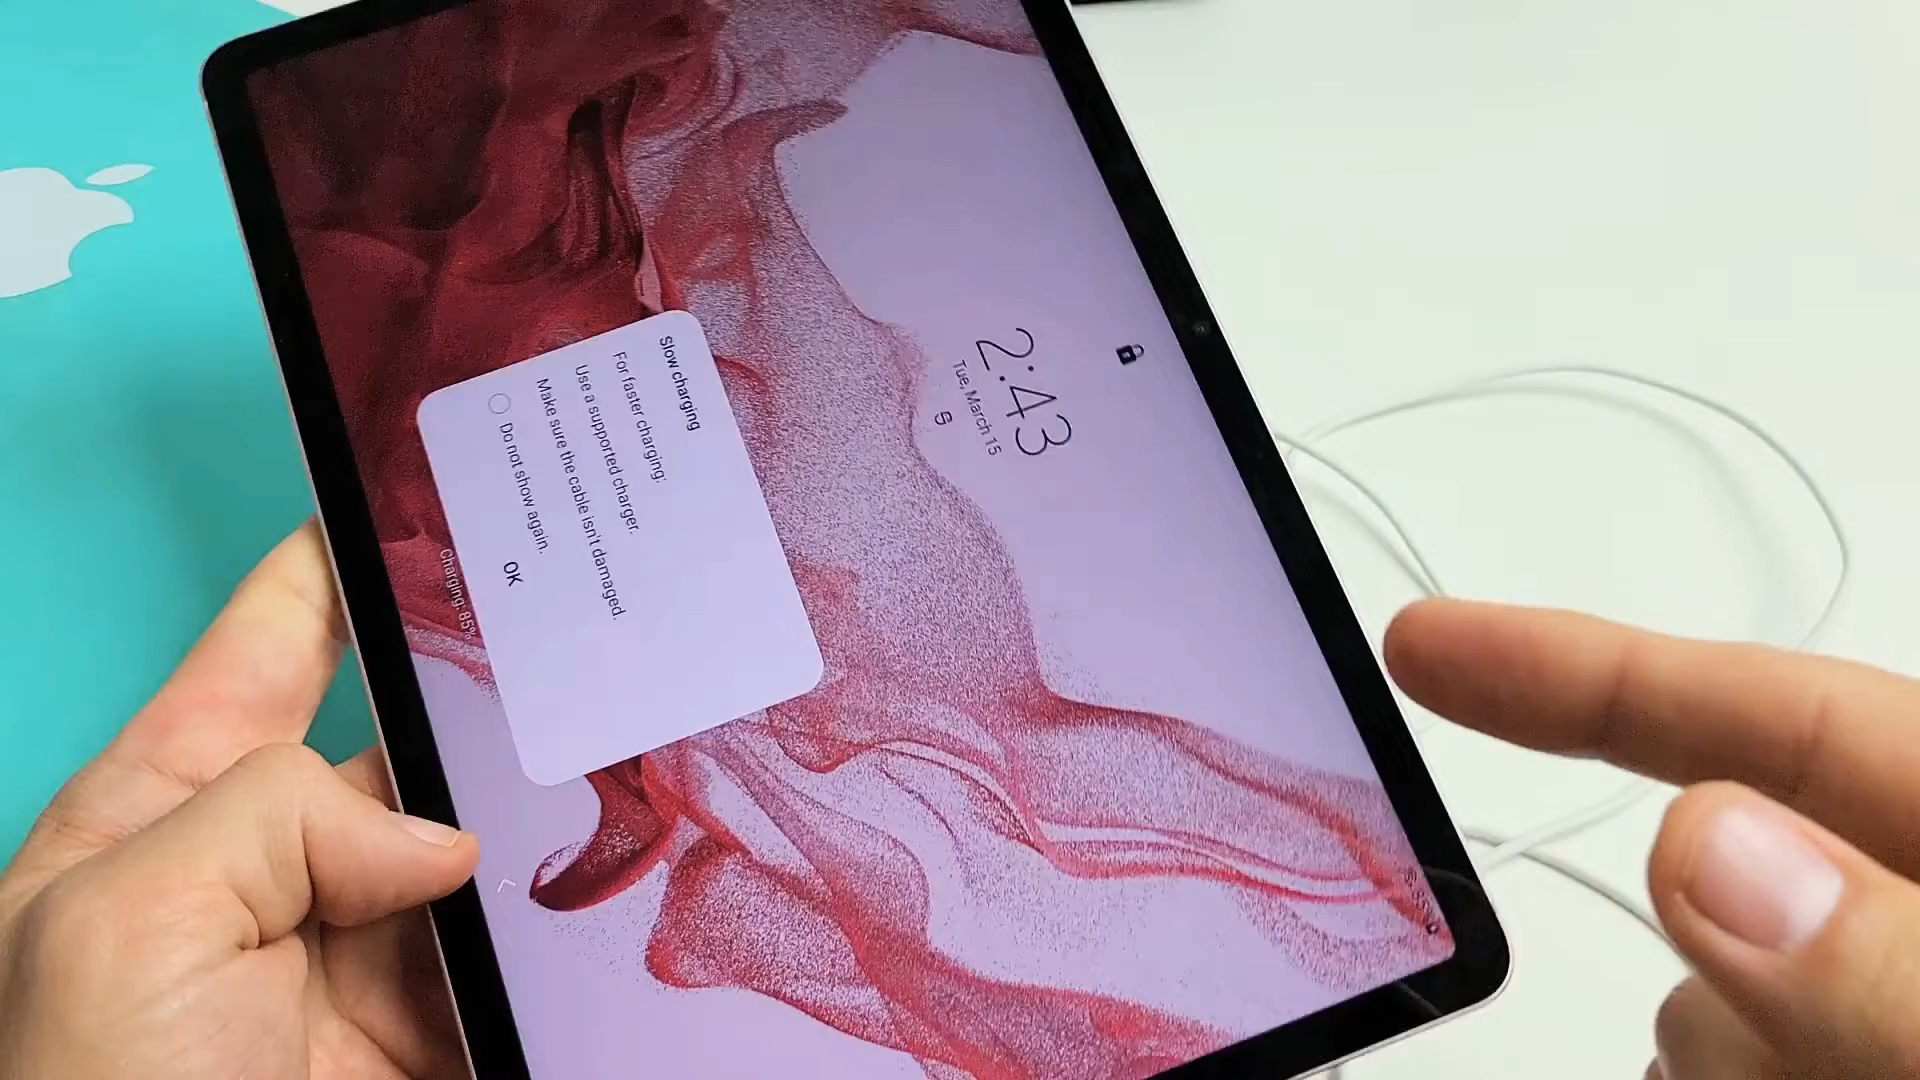 2:43
Tue, March 15
Slow charging
For faster charging:
Use a supported charger.
Make sure the cable isn't damaged.
Do not show again.
OK
Charging: 85%